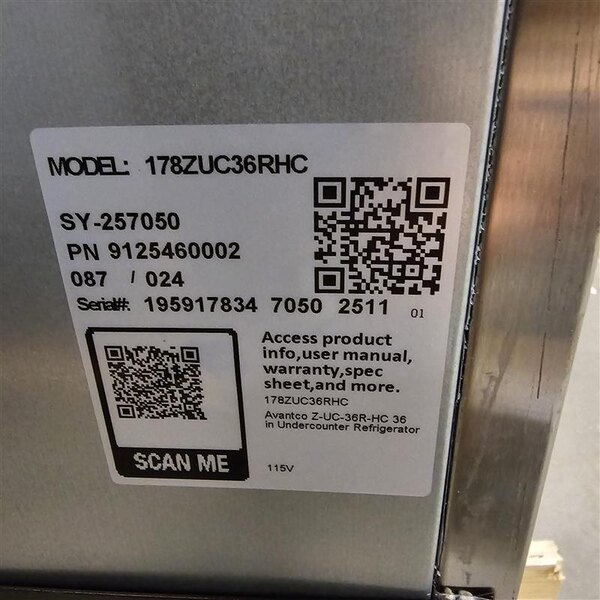 MODEL: 178ZUC36RHC
SY-257050
PN 9125460002
087 / 024
Serial#: 195917834 7050 2511 01
Access product
info,user manual,
warranty,spec
sheet,and more.
178ZUC36RHC
Avantco Z-UC-36R-HC 36
in Undercounter Refrigerator
115V
SCAN ME